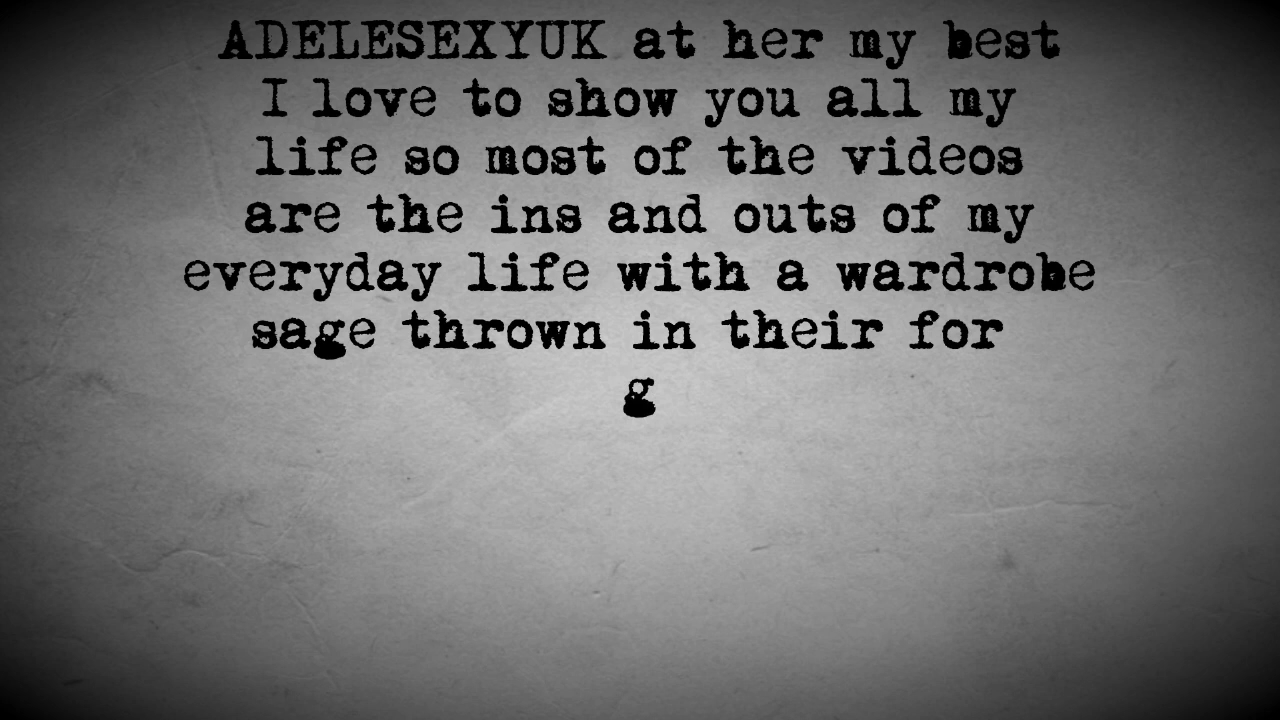 ADELESEXYUK at her my best
I love to show you all my
life so most of the videos
are the ins and outs of my
everyday life with a wardrobe
sage thrown in their for
g